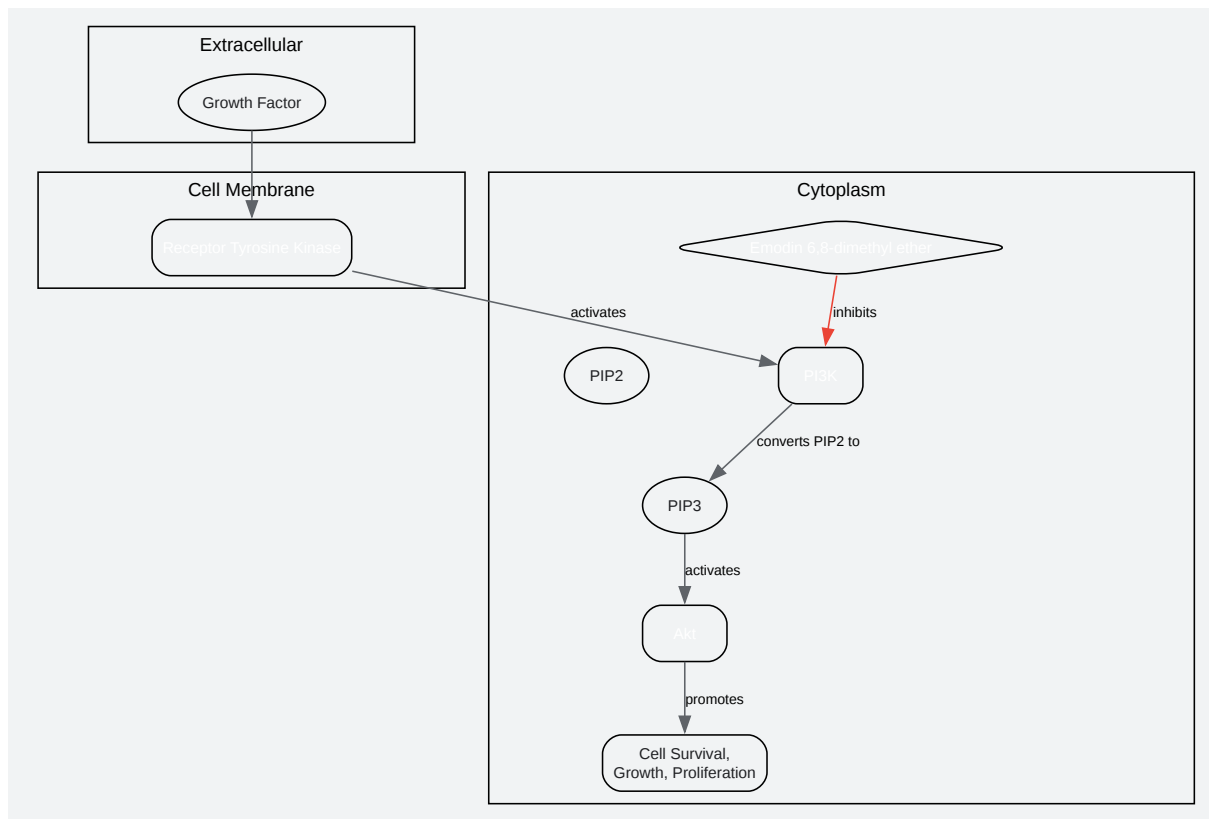 Extracellular
Growth Factor
Cell Membrane
Receptor Tyrosine Kinase
Cytoplasm
Emodin 6,8-dimethyl ether
activates
inhibits
PIP2
PI3K
converts PIP2 to
PIP3
activates
Akt
promotes
Cell Survival,
Growth, Proliferation